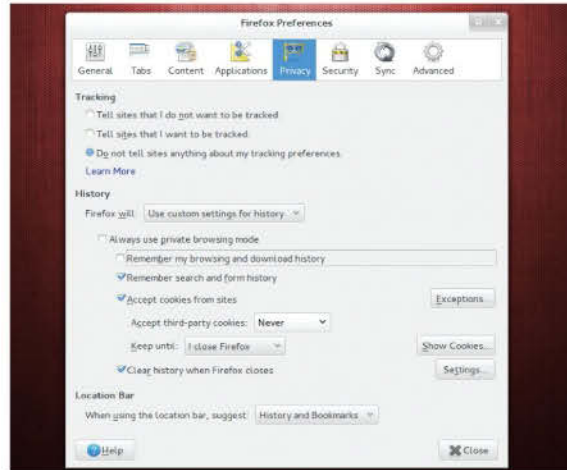 Firefox Preferences
General Tabs Content Applications Privacy Security Sync Advanced
Tracking
Tell sites that I do not want to be tracked
Tell sites that I want to be tracked
Do not tell sites anything about my tracking preferences
Learn More
History
Firefox will: Use custom settings for history
Always use private browsing mode
Remember my browsing and download history
Remember search and form history
Accept cookies from sites Exceptions...
Accept third-party cookies: Never
Keep until: I close Firefox Show Cookies...
Clear history when Firefox closes Settings...
Location Bar
When using the location bar, suggest: History and Bookmarks
Help Close